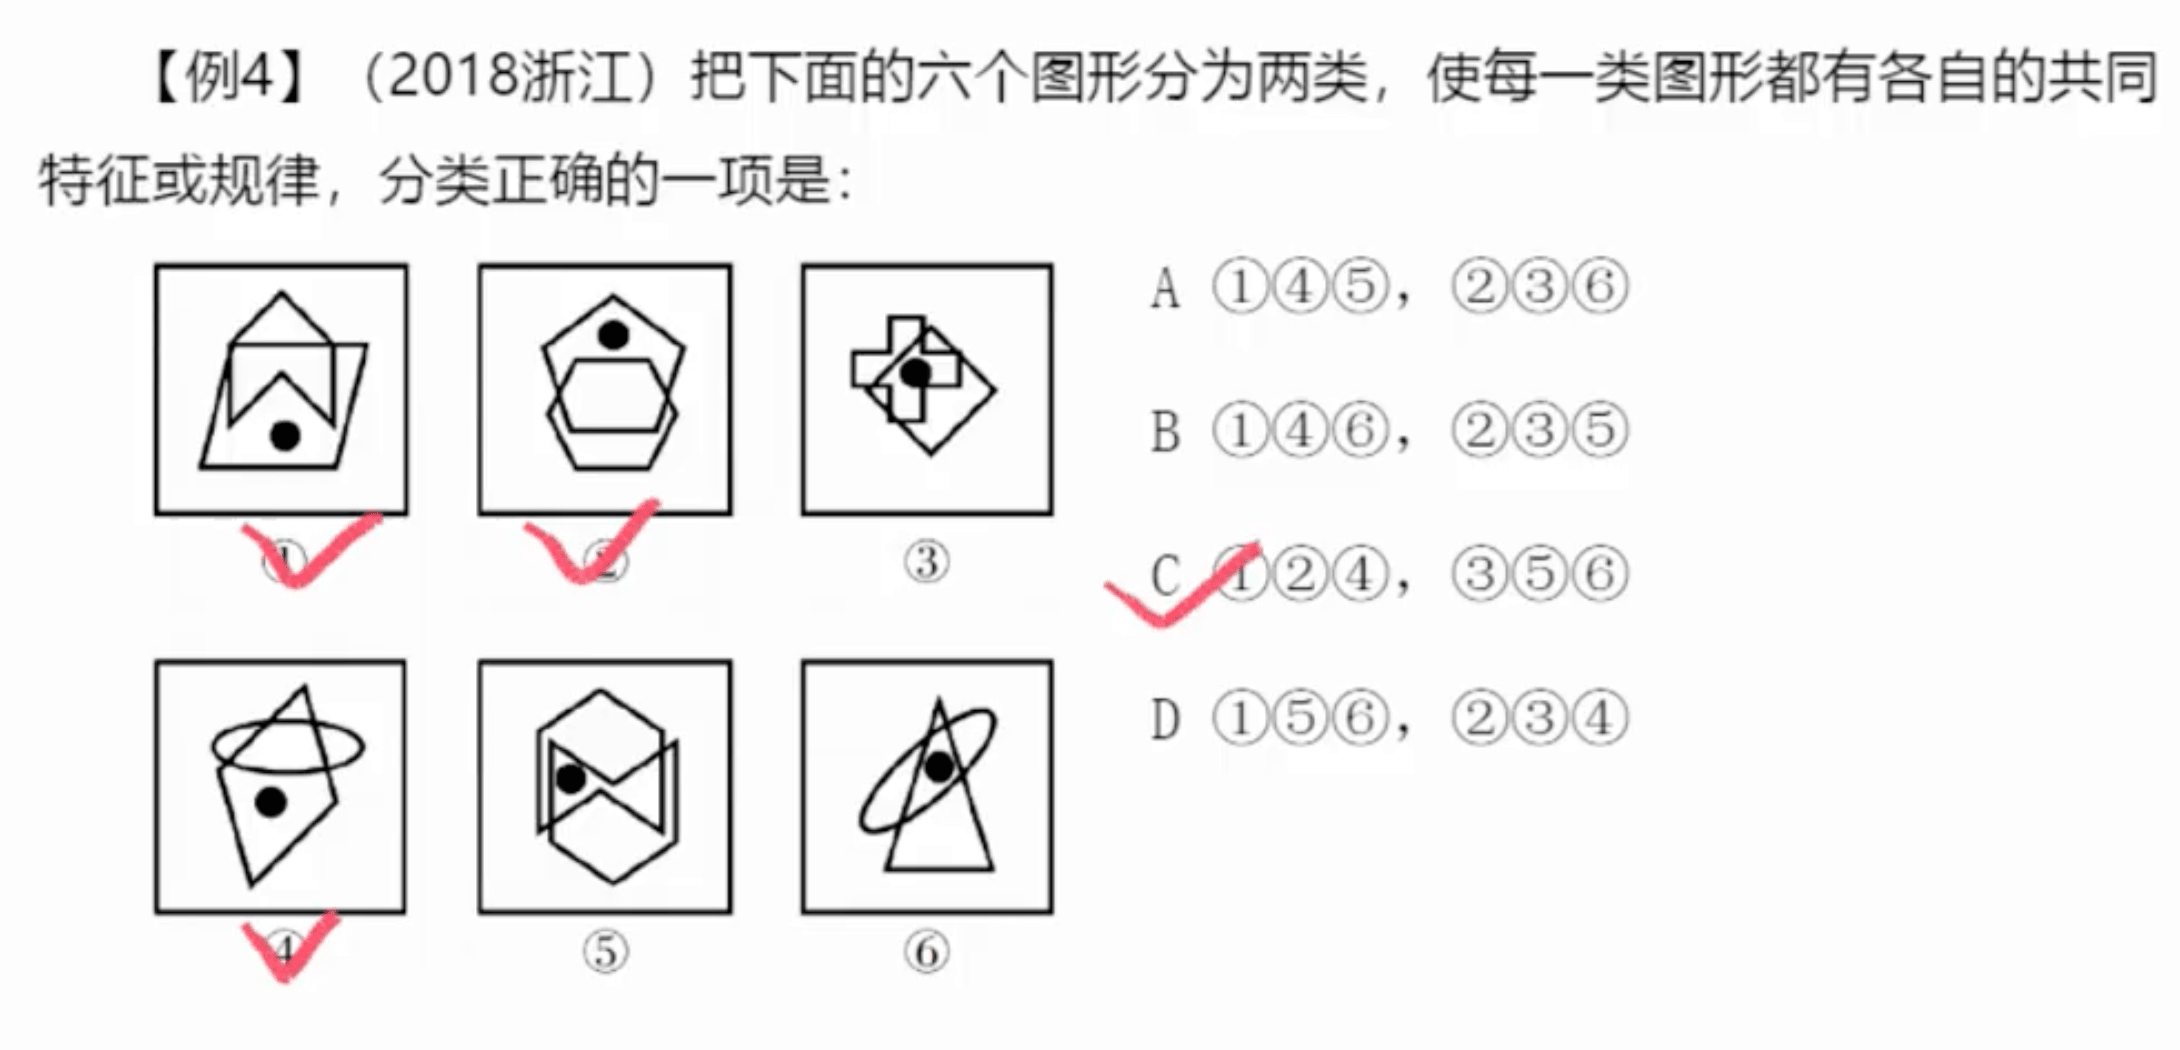 【例4】（2018浙江）把下面的六个图形分为两类，使每一类图形都有各自的共同
特征或规律，分类正确的一项是：
A ①④⑤，②③⑥
B ①④⑥，②③⑤
C ①②④，③⑤⑥
D ①⑤⑥，②③④
① ② ③
④ ⑤ ⑥